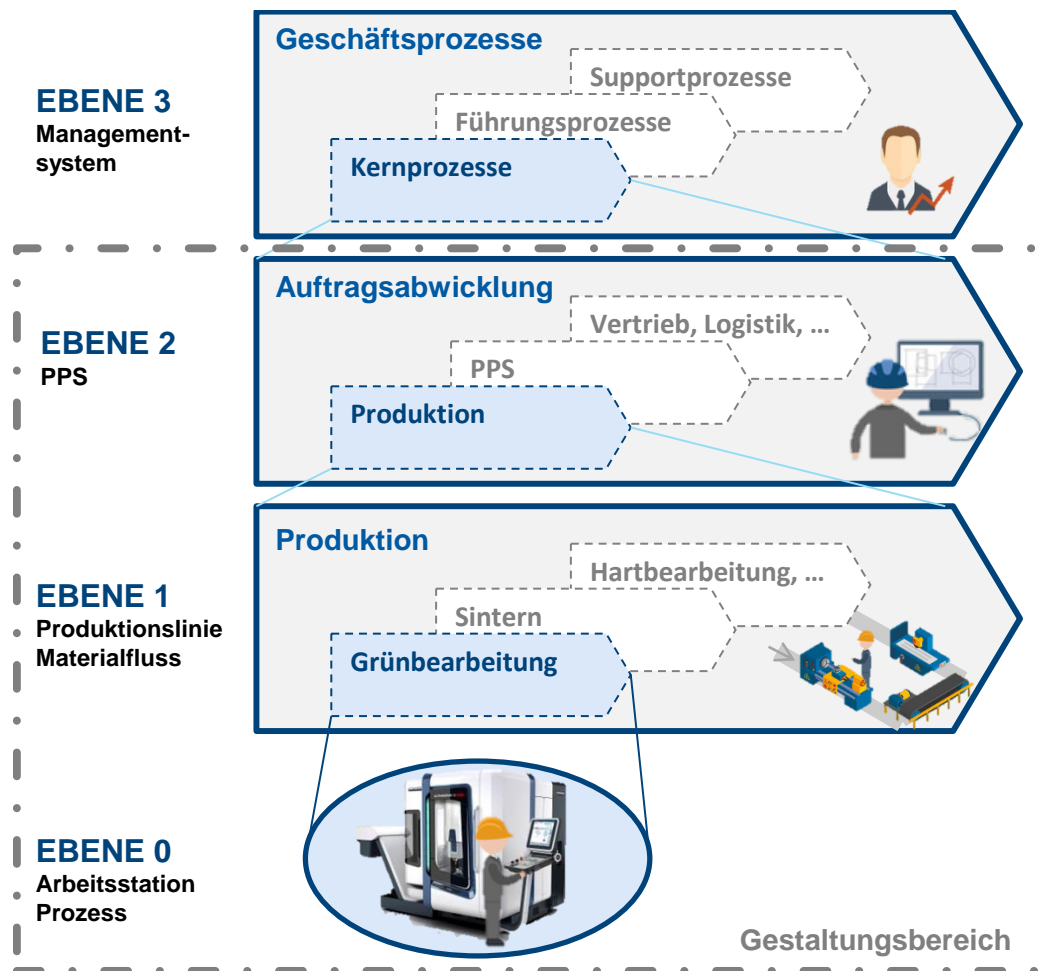 Geschäftsprozesse
Supportprozesse
Führungsprozesse
Kernprozesse
EBENE 3
Management-
system
Auftragsabwicklung
Vertrieb, Logistik, ...
PPS
Produktion
EBENE 2
PPS
Produktion
Hartbearbeitung, ...
Sintern
Grünbearbeitung
EBENE 1
Produktionslinie
Materialfluss
EBENE 0
Arbeitsstation
Prozess
Gestaltungsbereich